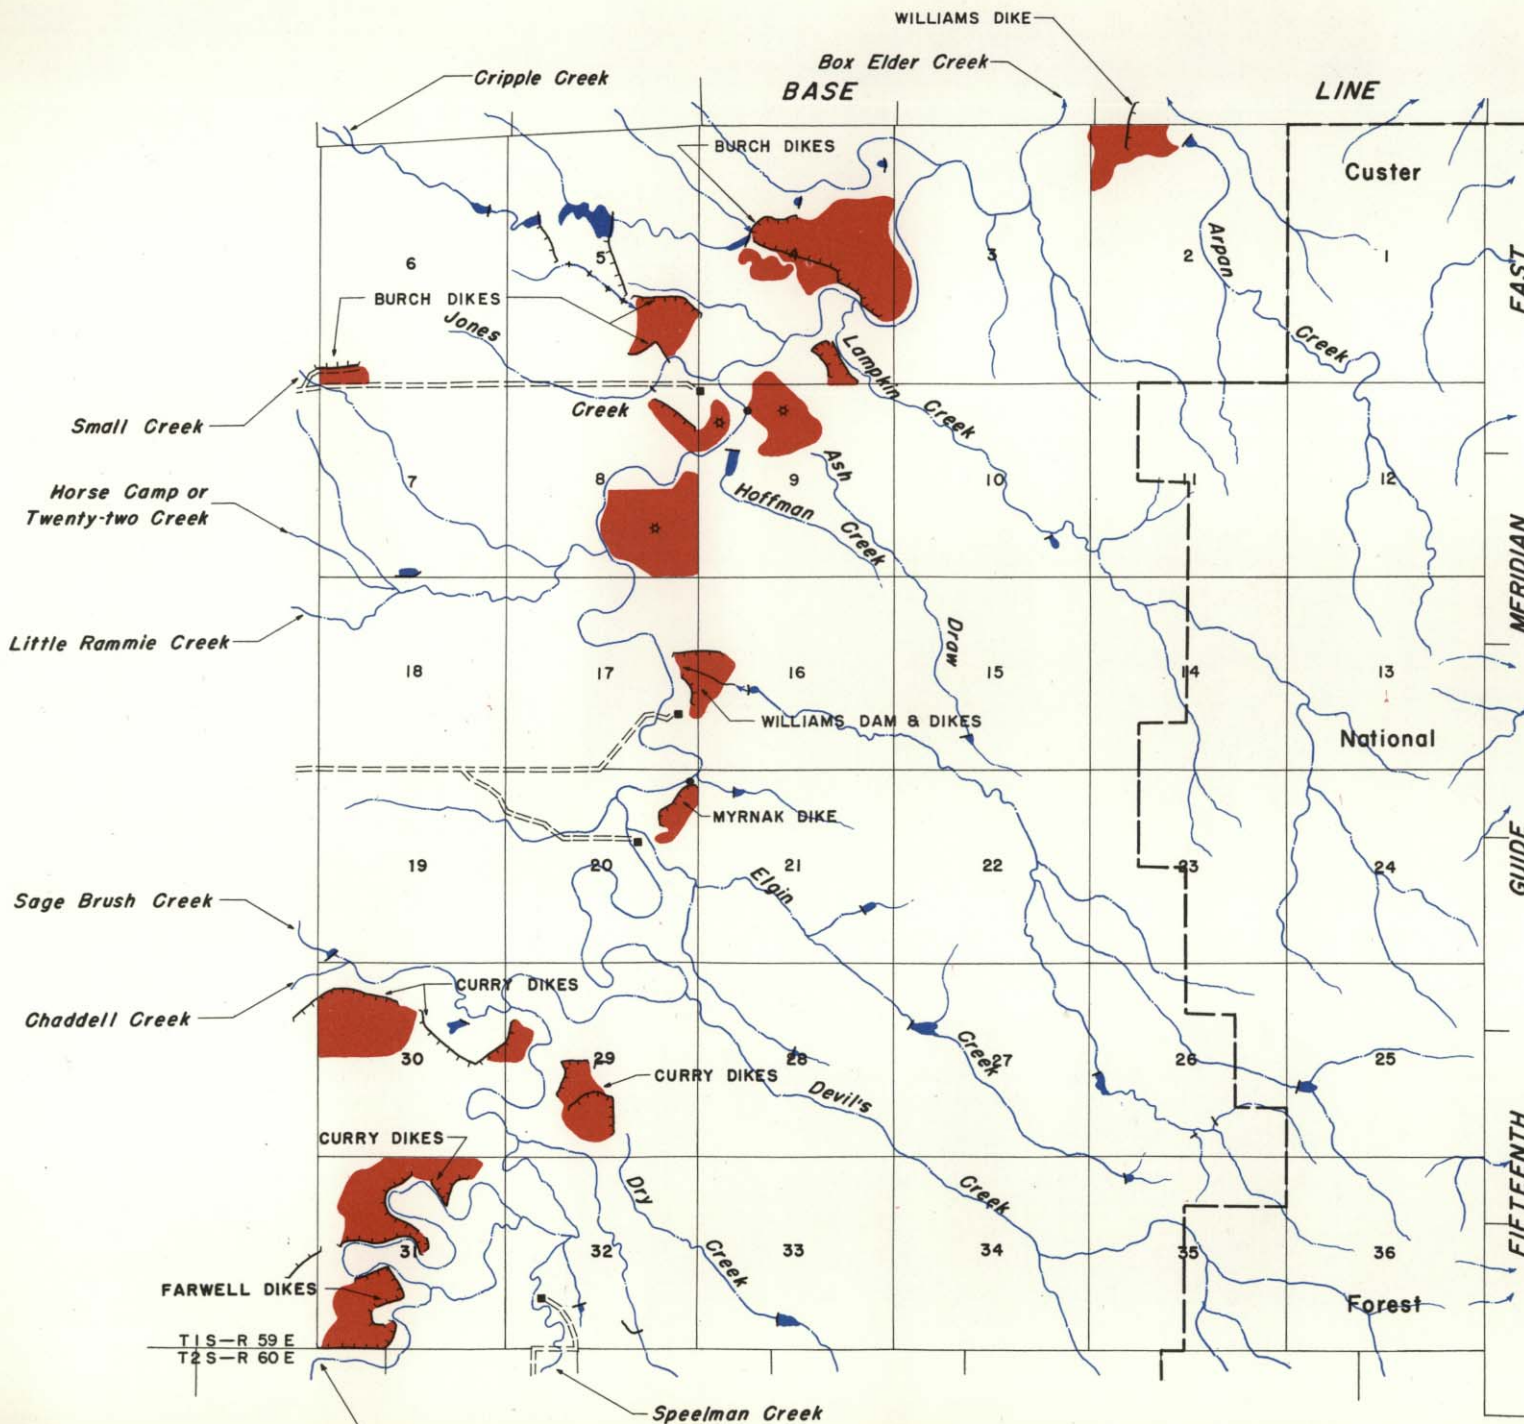 WILLIAMS DIKE
Box Elder Creek
Cripple Creek
BASE
LINE
BURCH DIKES
Custer
6
5
4
3
2
Arpan
1
EAST
BURCH DIKES
Jones
Lampkin
Creek
Small Creek
Creek
Creek
7
8
9
Ash
10
11
12
Horse Camp or
Twenty-two Creek
Hoffman
Creek
MERIDIAN
Little Rammie Creek
Draw
18
17
16
15
14
13
WILLIAMS DAM & DIKES
National
MYRNAK DIKE
19
20
21
22
23
24
GUIDE
Elgin
Sage Brush Creek
CURRY DIKES
Chaddell Creek
30
29
28
Creek
27
26
25
CURRY DIKES
Devil's
CURRY DIKES
FIFTEENTH
Dry
Creek
31
32
Creek
33
34
35
36
FARWELL DIKES
Forest
T1S—R 59 E
T2S—R 60 E
Speelman Creek